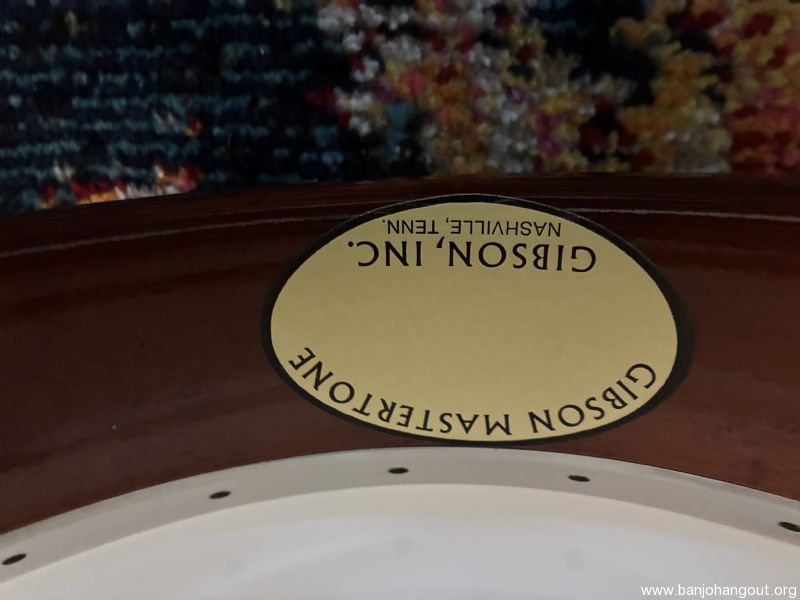 GIBSON MASTERTONE
GIBSON, INC.
NASHVILLE, TENN.
www.banjohangout.org